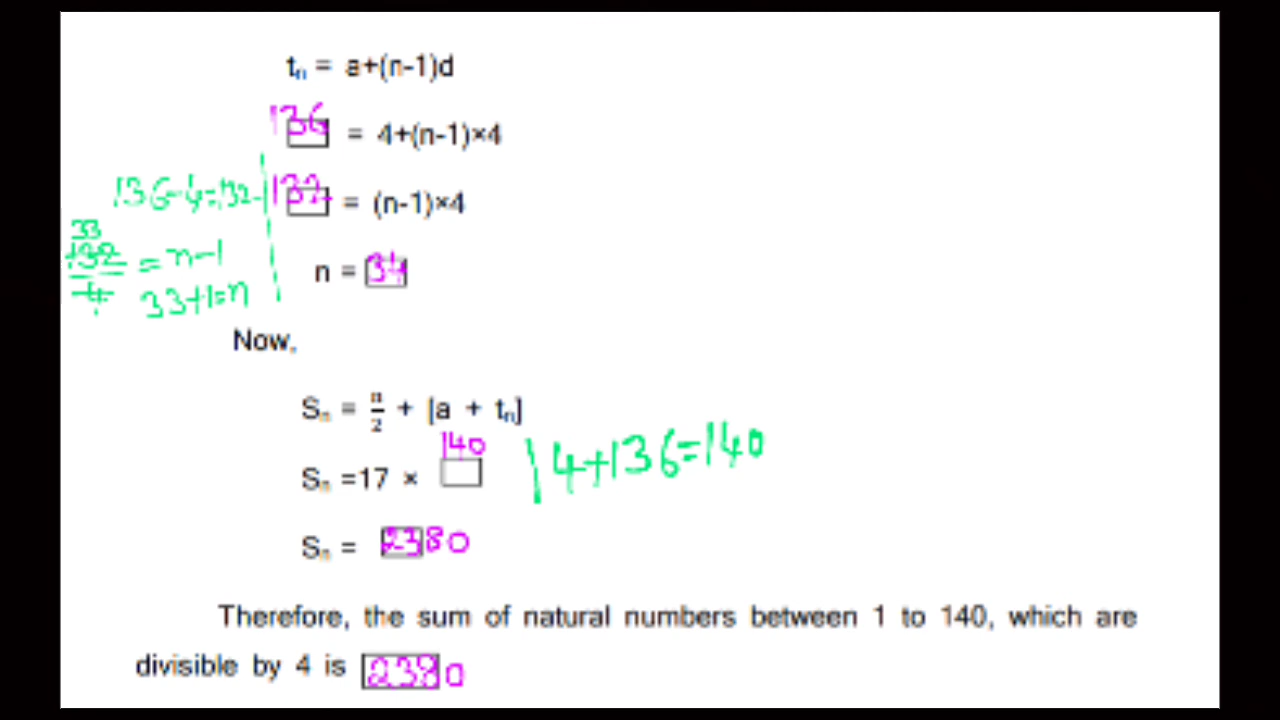 tₙ = a+(n-1)d
136 = 4+(n-1)×4
136-4=132 132 = (n-1)×4
33
132/4 = n-1
n = 34
33+1=n
Now,
Sₙ = n/2 + [a + tₙ]
Sₙ =17 × 140 4+136=140
Sₙ = 2380
Therefore, the sum of natural numbers between 1 to 140, which are
divisible by 4 is 2380